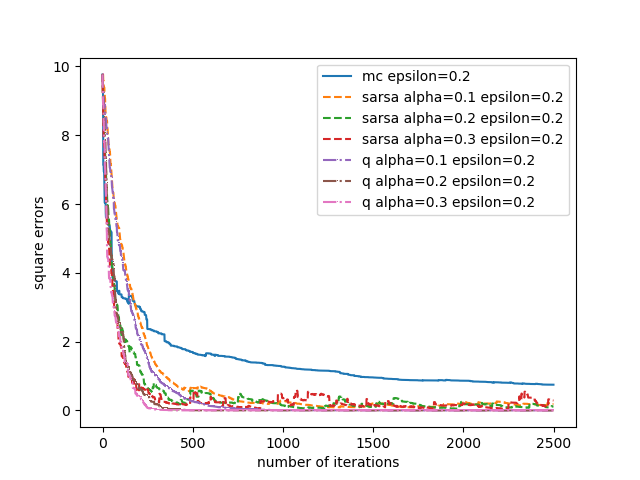 10
8
6
4
2
0
square errors
mc epsilon=0.2
sarsa alpha=0.1 epsilon=0.2
sarsa alpha=0.2 epsilon=0.2
sarsa alpha=0.3 epsilon=0.2
q alpha=0.1 epsilon=0.2
q alpha=0.2 epsilon=0.2
q alpha=0.3 epsilon=0.2
0 500 1000 1500 2000 2500
number of iterations